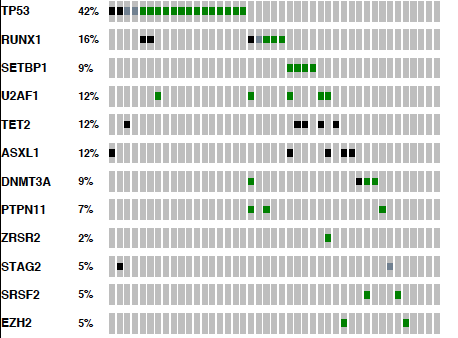 TP53 42%
RUNX1 16%
SETBP1 9%
U2AF1 12%
TET2 12%
ASXL1 12%
DNMT3A 9%
PTPN11 7%
ZRSR2 2%
STAG2 5%
SRSF2 5%
EZH2 5%